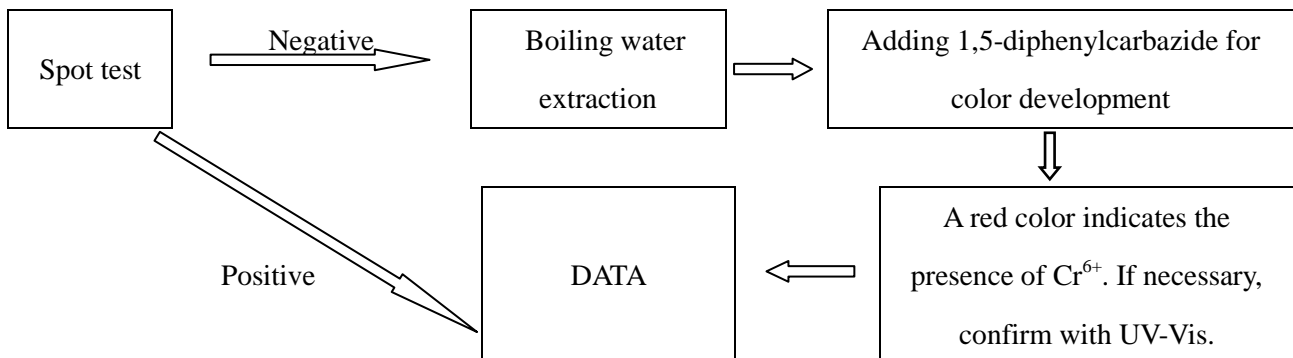 Spot test
Negative
Boiling water
extraction
Adding 1,5-diphenylcarbazide for
color development
A red color indicates the
presence of Cr⁶⁺. If necessary,
confirm with UV-Vis.
DATA
Positive